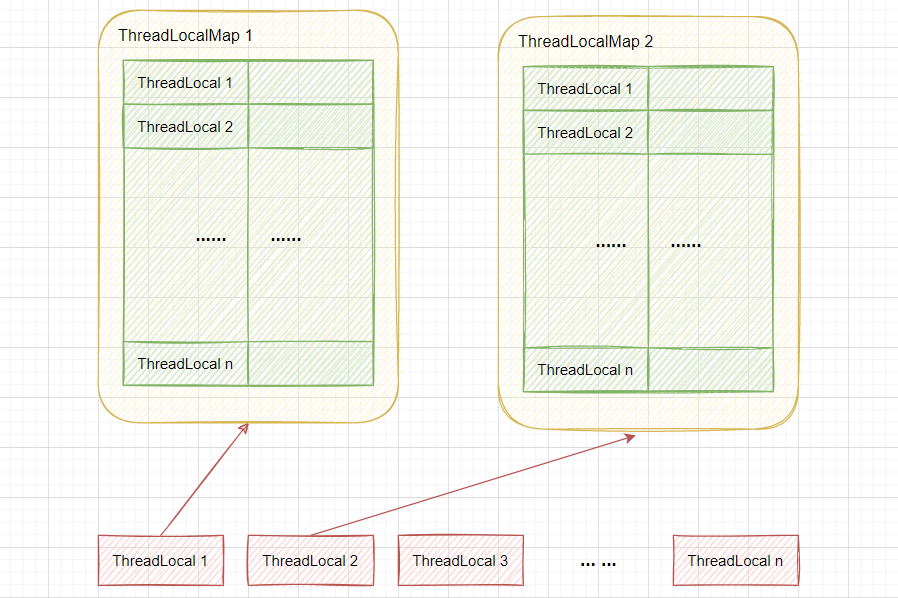 ThreadLocalMap 1
ThreadLocal 1
ThreadLocal 2
...... ......
ThreadLocal n
ThreadLocalMap 2
ThreadLocal 1
ThreadLocal 2
...... ......
ThreadLocal n
ThreadLocal 1
ThreadLocal 2
ThreadLocal 3
... ...
ThreadLocal n